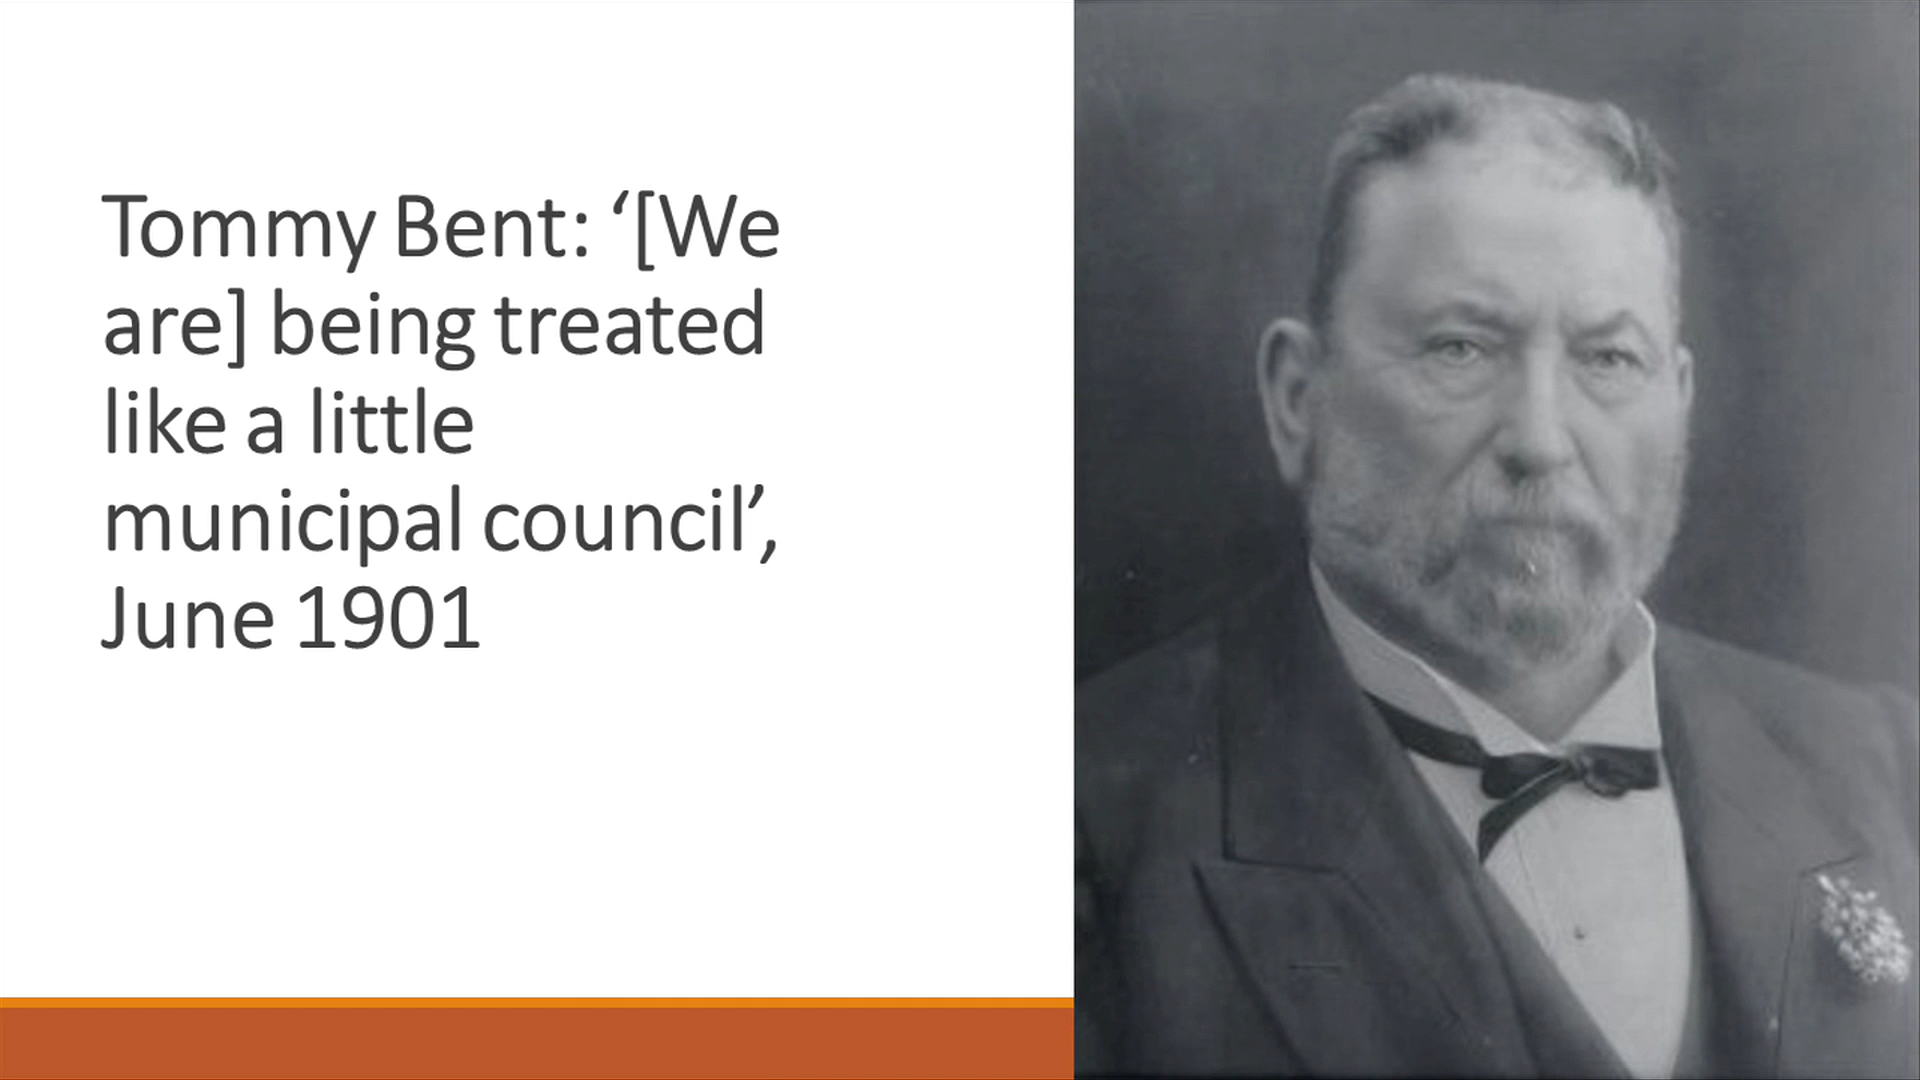 Tommy Bent: ‘[We
are] being treated
like a little
municipal council’,
June 1901